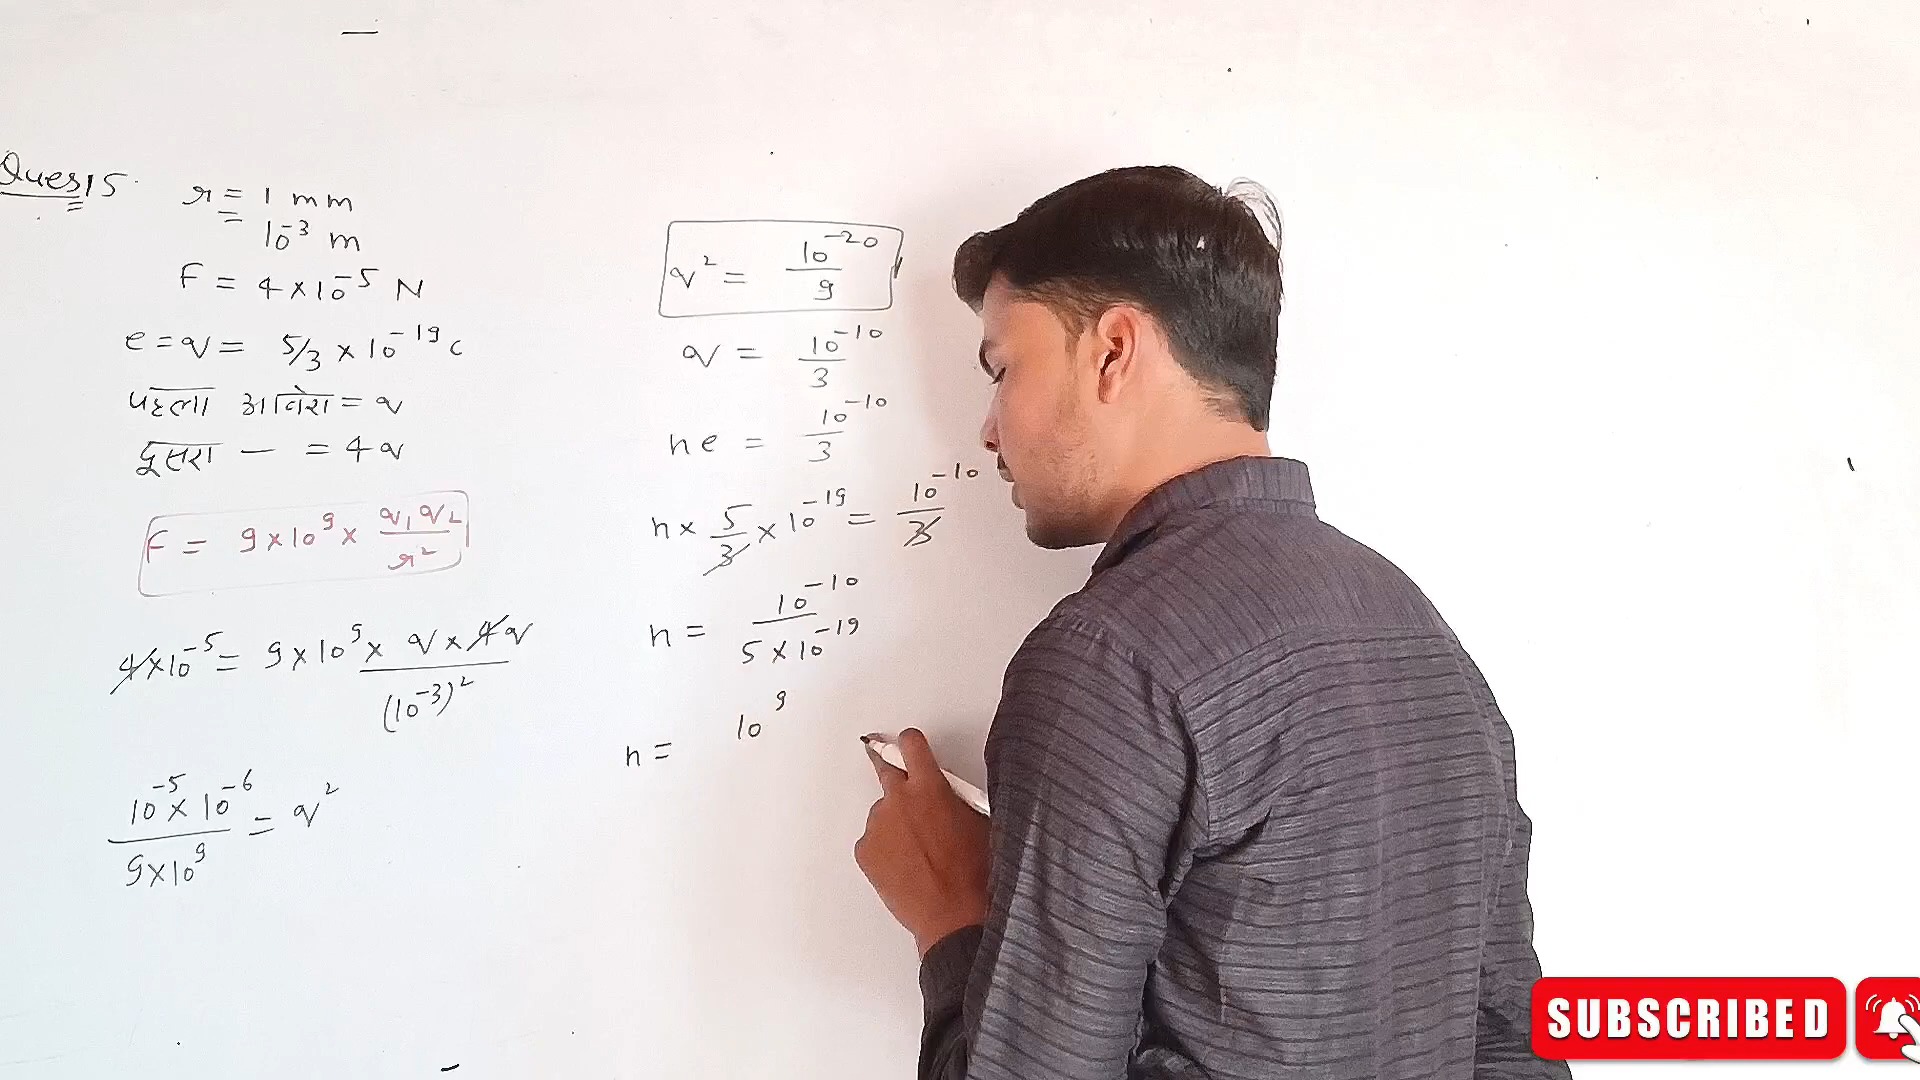 Ques 15
r = 1 mm
= 10⁻³ m
F = 4 × 10⁻⁵ N
e = q = 5/3 × 10⁻¹⁹ C
पहला आवेश = q
दूसरा — = 4q
F = 9 × 10⁹ × q₁q₂ / r²
4 × 10⁻⁵ = 9 × 10⁹ × q × 4q / (10⁻³)²
10⁻⁵ × 10⁻⁶ / 9 × 10⁹ = q²
q² = 10⁻²⁰ / 9
q = 10⁻¹⁰ / 3
ne = 10⁻¹⁰ / 3
n × 5/3 × 10⁻¹⁹ = 10⁻¹⁰ / 3
n = 10⁻¹⁰ / 5 × 10⁻¹⁹
n = 10⁹
SUBSCRIBED